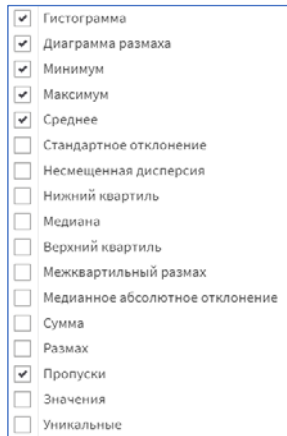 Гистограмма
Диаграмма размаха
Минимум
Максимум
Среднее
Стандартное отклонение
Несмещенная дисперсия
Нижний квартиль
Медиана
Верхний квартиль
Межквартильный размах
Медианное абсолютное отклонение
Сумма
Размах
Пропуски
Значения
Уникальные